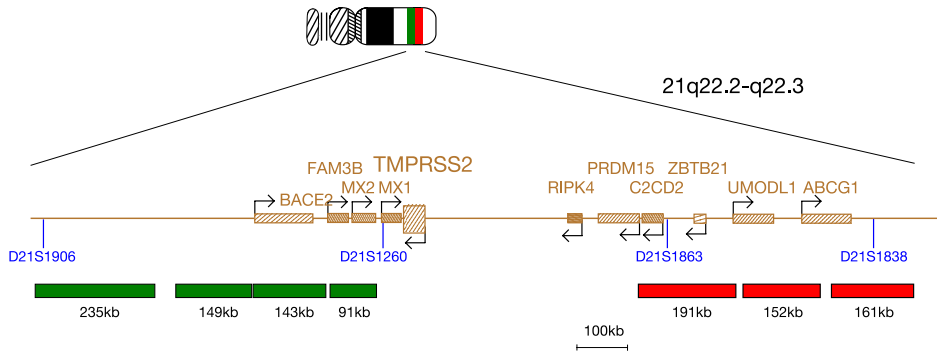 21q22.2-q22.3
TMPRSS2
FAM3B PRDM15 ZBTB21
BACE2 MX2 MX1 RIPK4 C2CD2 UMODL1 ABCG1
D21S1906 D21S1260 D21S1863 D21S1838
235kb 149kb 143kb 91kb 191kb 152kb 161kb
100kb